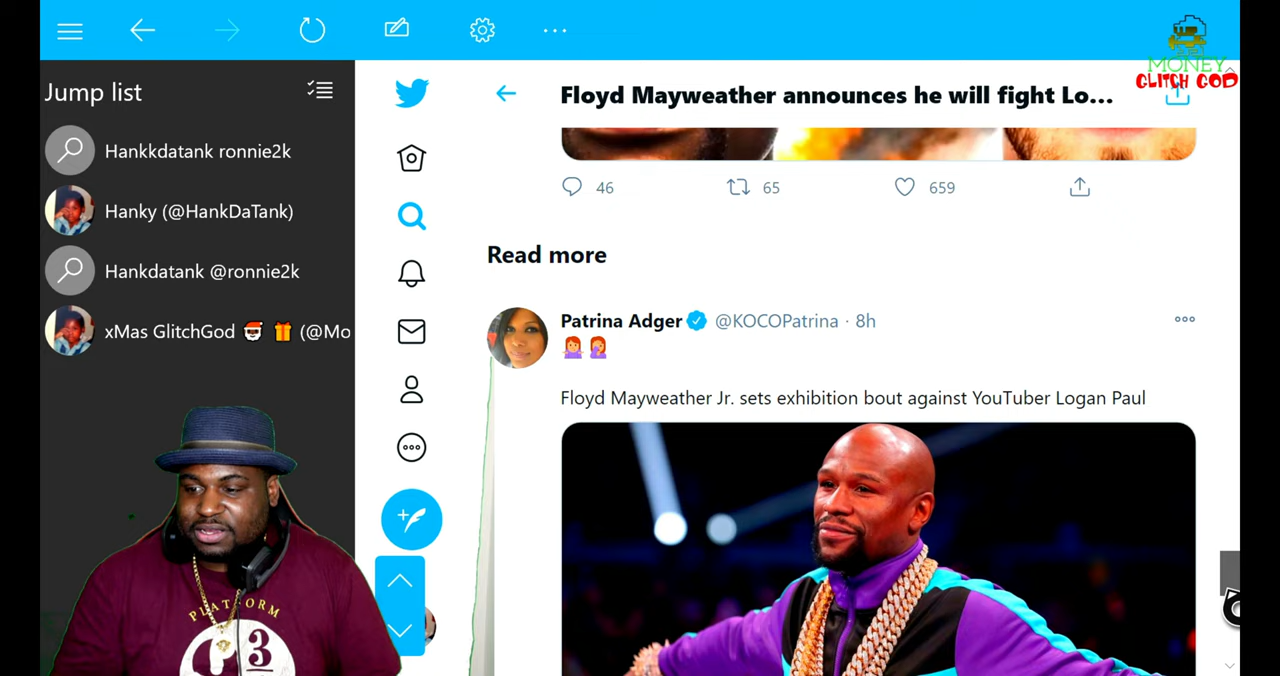 MONEY
GLITCH GOD
Jump list
Hankkdatank ronnie2k
Hanky (@HankDaTank)
Hankdatank @ronnie2k
xMas GlitchGod 🎅🏿 🎁 (@Mo
Floyd Mayweather announces he will fight Lo...
46
65
659
Read more
Patrina Adger @KOCOPatrina · 8h
🤷🏽‍♀️ 🤦🏽‍♀️
Floyd Mayweather Jr. sets exhibition bout against YouTuber Logan Paul
PLATFORM
3